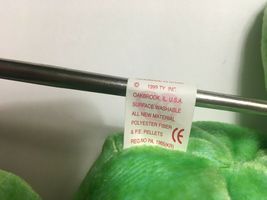 © 1999 TY INC.
OAKBROOK, IL U.S.A.
SURFACE WASHABLE
ALL NEW MATERIAL
POLYESTER FIBER
& P.E. PELLETS CE
REG.NO PA. 1965(KR)